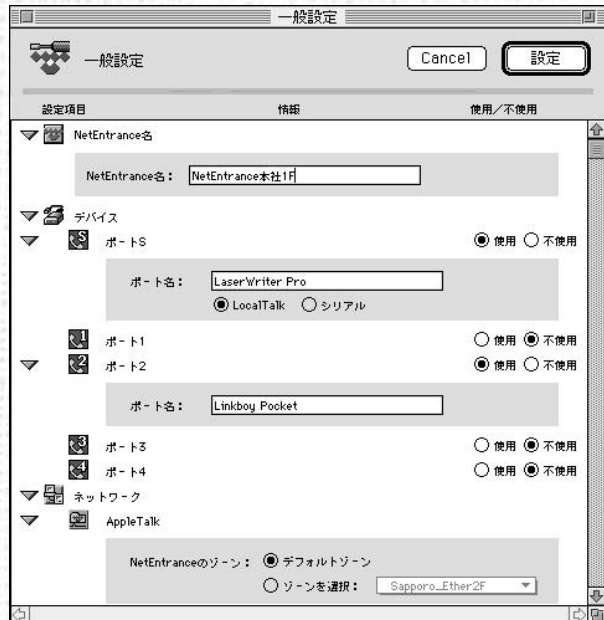 一般設定
一般設定 Cancel 設定
設定項目 情報 使用/不使用
NetEntrance名
NetEntrance名: NetEntrance本社1F
デバイス
ポートS 使用 不使用
ポート名: LaserWriter Pro
LocalTalk シリアル
ポート1 使用 不使用
ポート2 使用 不使用
ポート名: Linkboy Pocket
ポート3 使用 不使用
ポート4 使用 不使用
ネットワーク
AppleTalk
NetEntranceのゾーン: デフォルトゾーン
ゾーンを選択: Sapporo_Ether2F